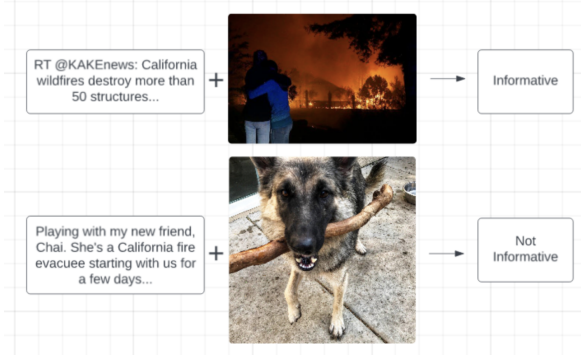 RT @KAKEnews: California
wildfires destroy more than
50 structures...
+
Informative
Playing with my new friend,
Chai. She's a California fire
evacuee starting with us for
a few days...
+
Not
Informative